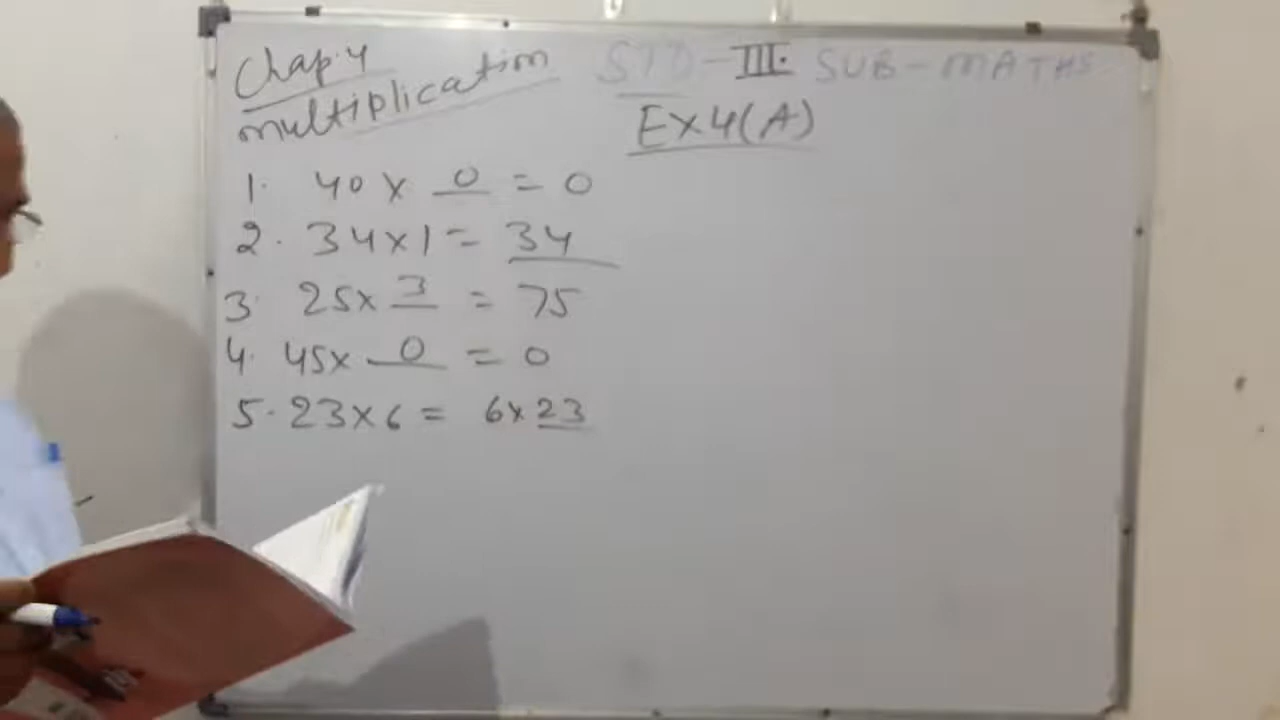 Chap 4
multiplication
STD - III. SUB - MATHS
Ex 4(A)
1. 40 x 0 = 0
2. 34 x 1 = 34
3. 25 x 3 = 75
4. 45 x 0 = 0
5. 23 x 6 = 6 x 23